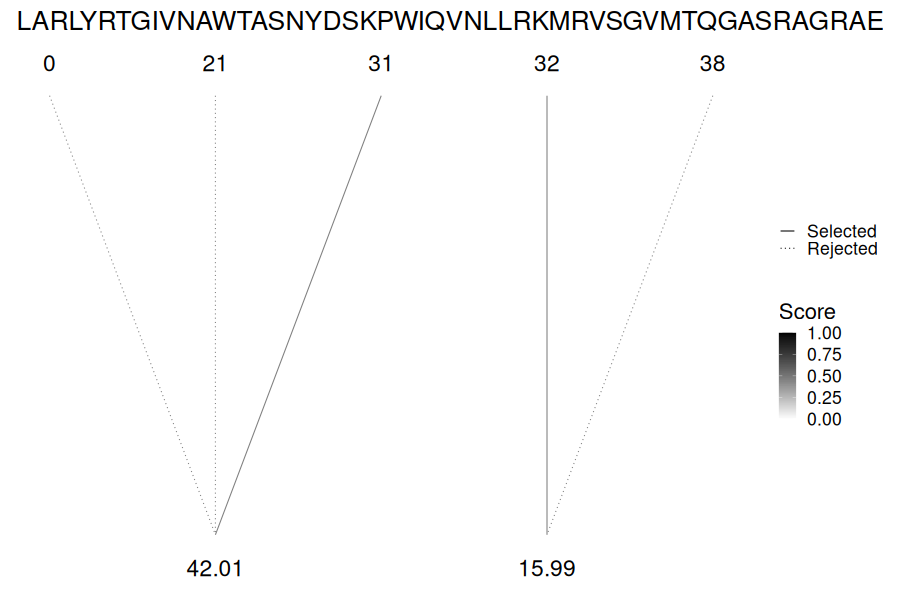 LARLYRTGIVNAWTASNYDSKPWIQVNLLRKMRVSGVMTQGASRAGRAE
0 21 31 32 38
Selected
Rejected
Score
1.00
0.75
0.50
0.25
0.00
42.01 15.99